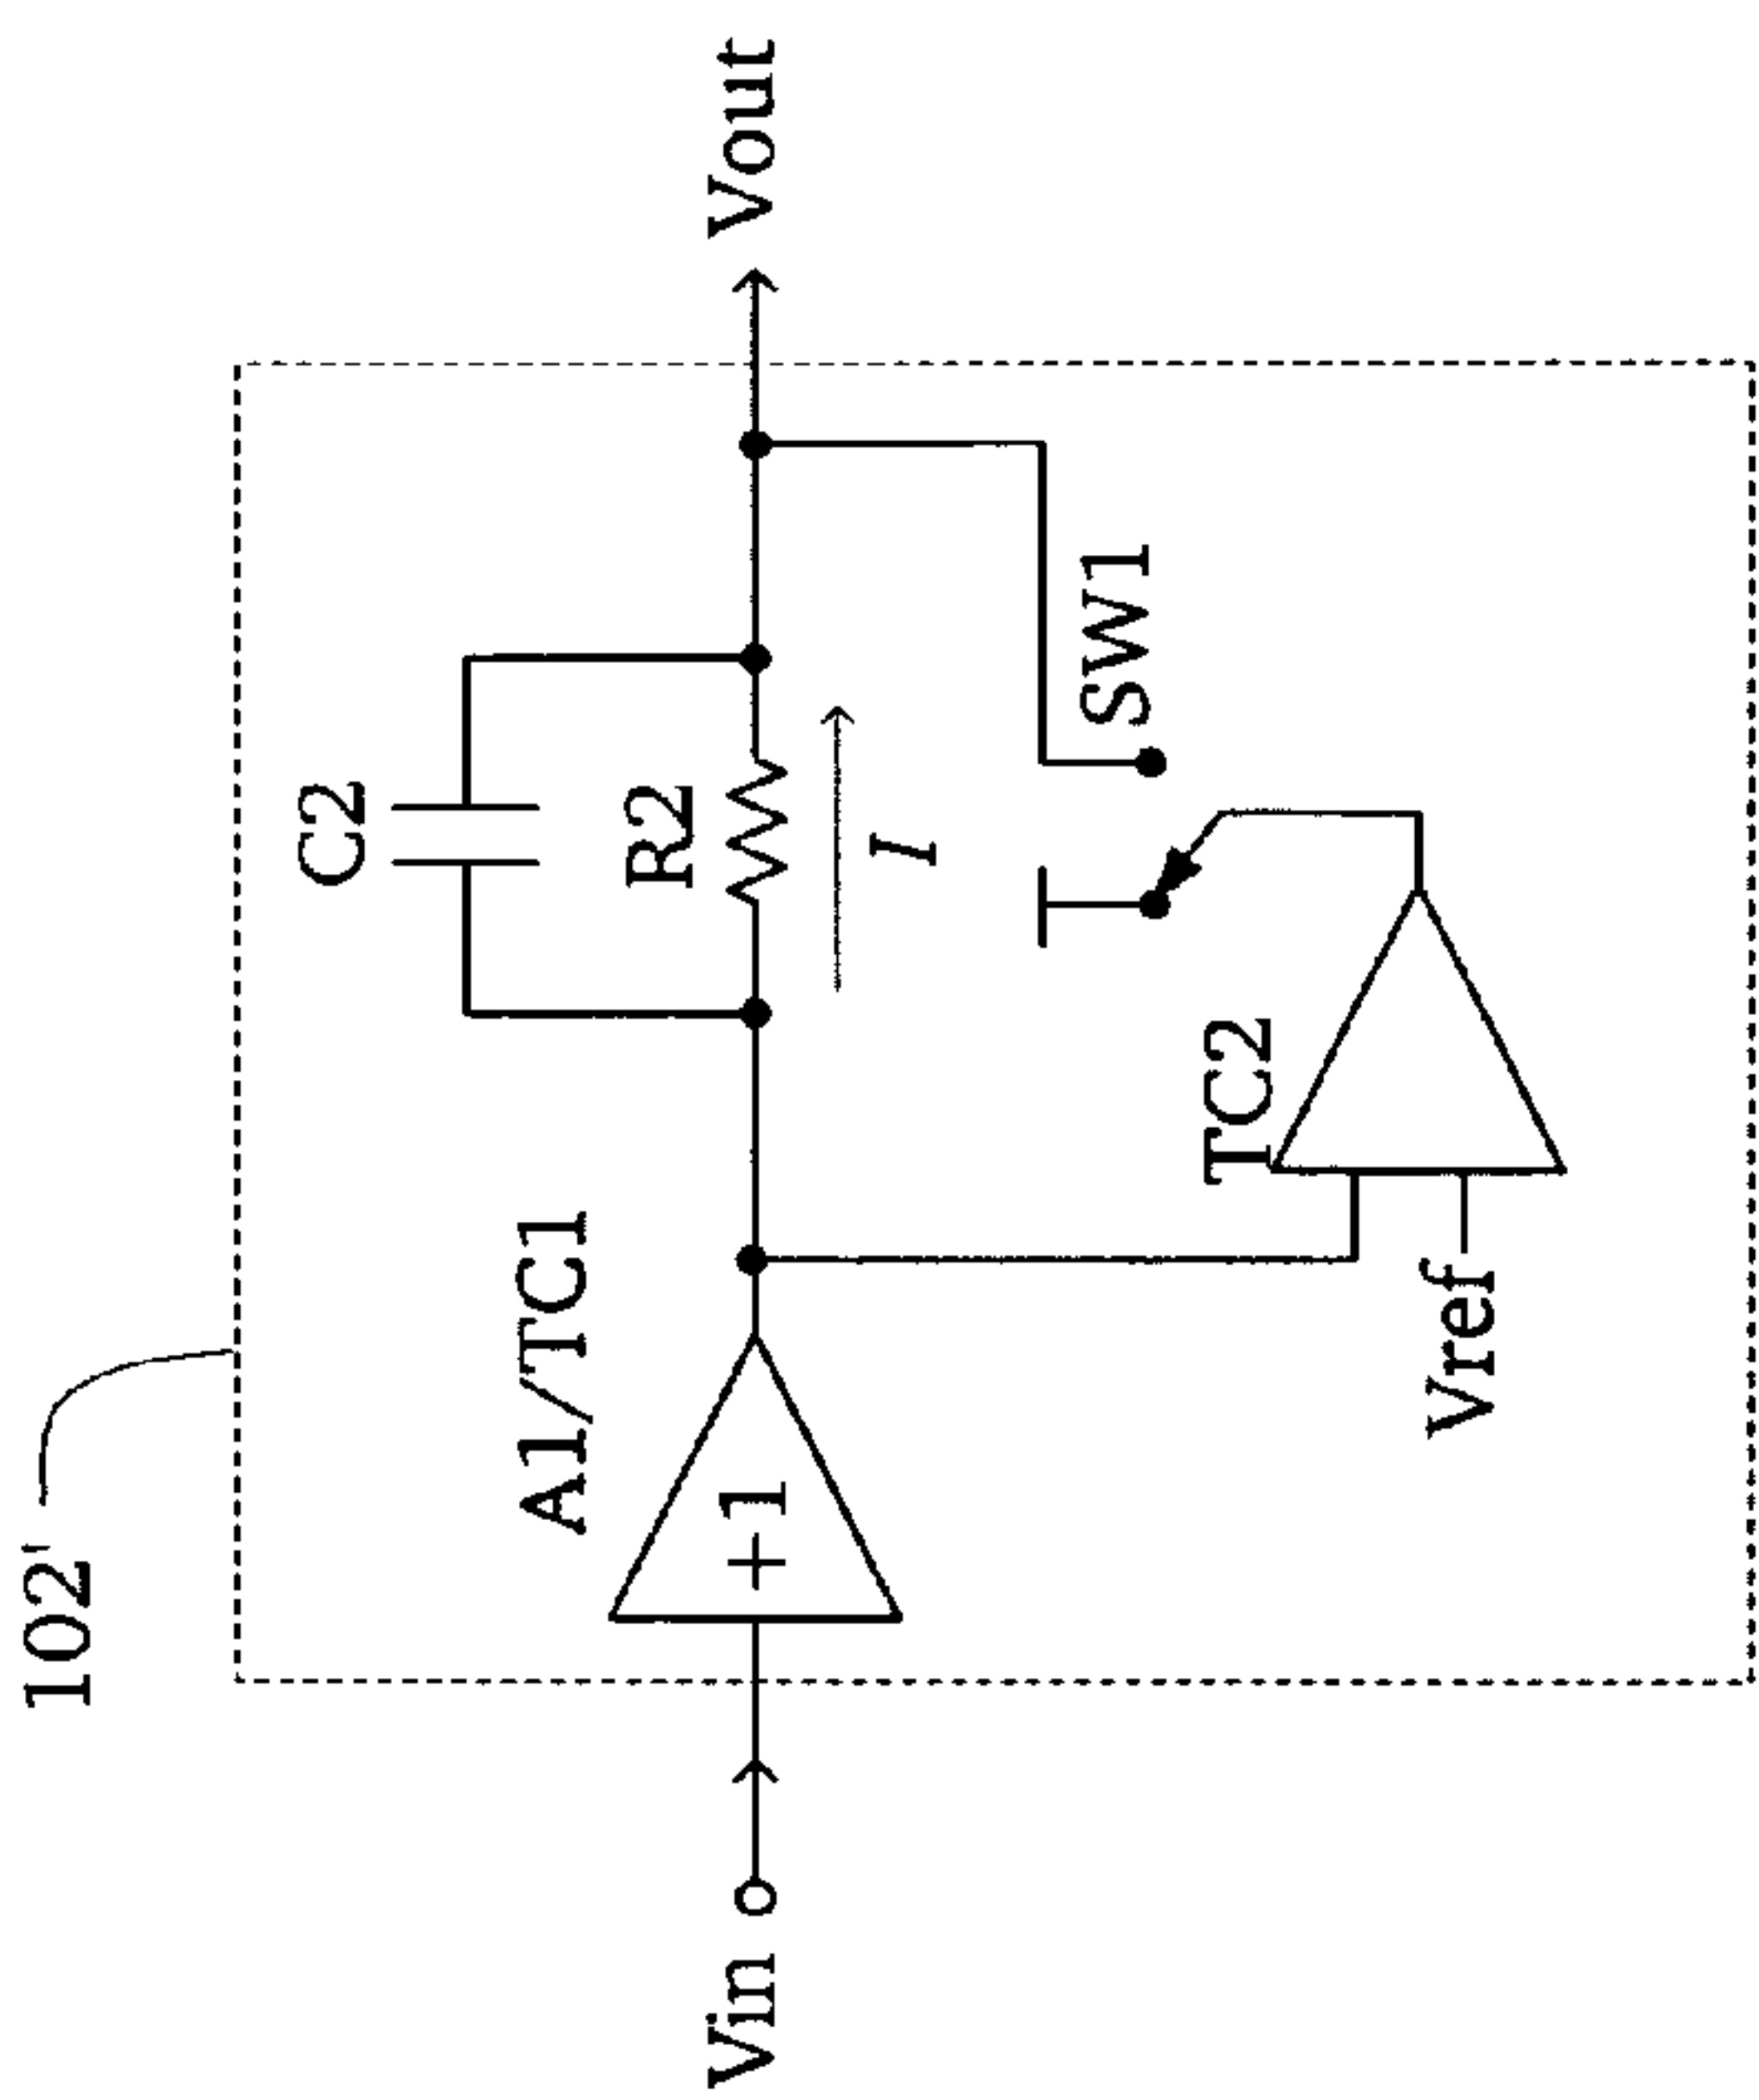 102'
C2
A1/TC1
R2
+1
Vin
Vout
I
SW1
TC2
Vref